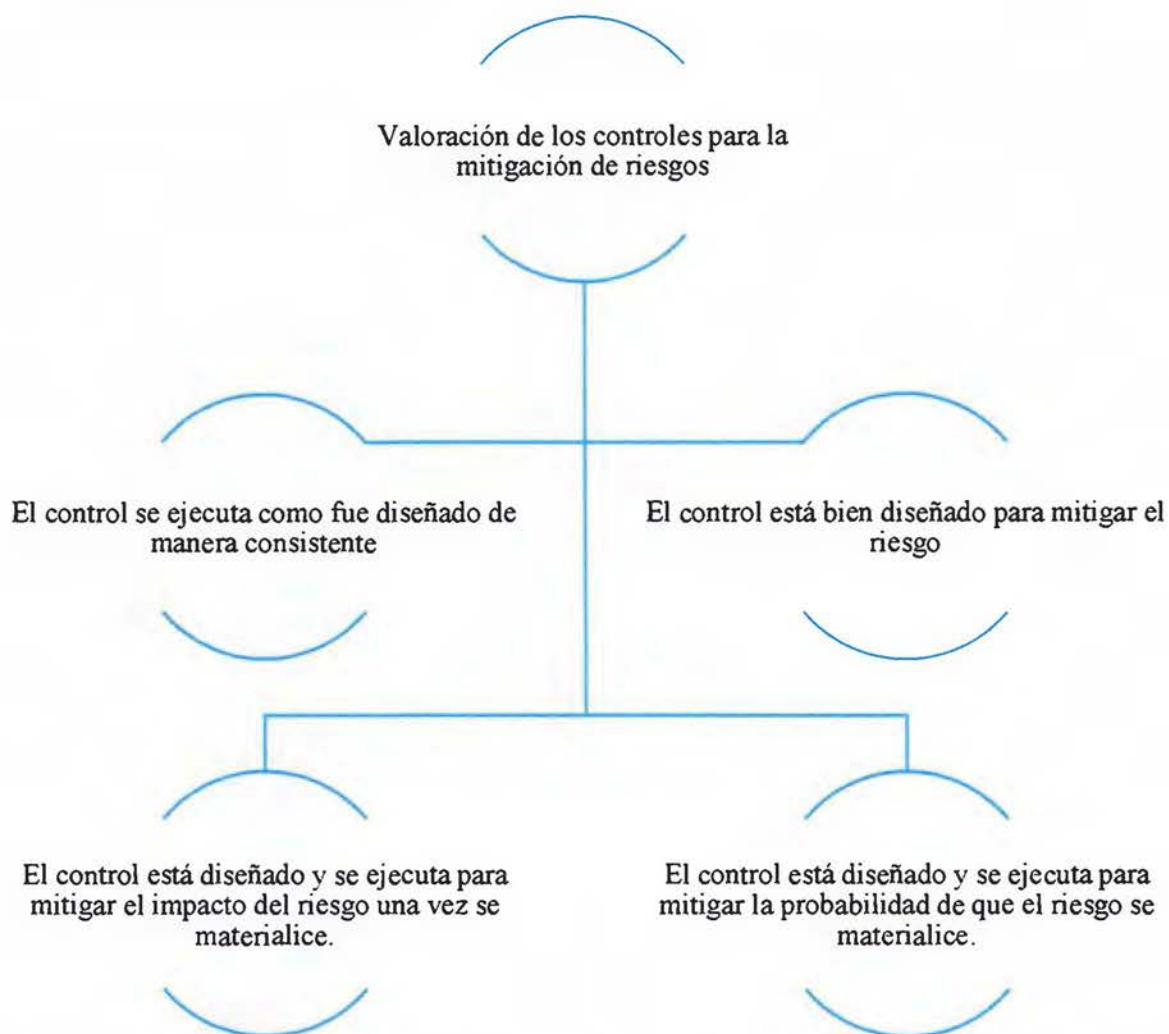 Valoración de los controles para la
mitigación de riesgos
El control se ejecuta como fue diseñado de
manera consistente
El control está bien diseñado para mitigar el
riesgo
El control está diseñado y se ejecuta para
mitigar el impacto del riesgo una vez se
materialice.
El control está diseñado y se ejecuta para
mitigar la probabilidad de que el riesgo se
materialice.